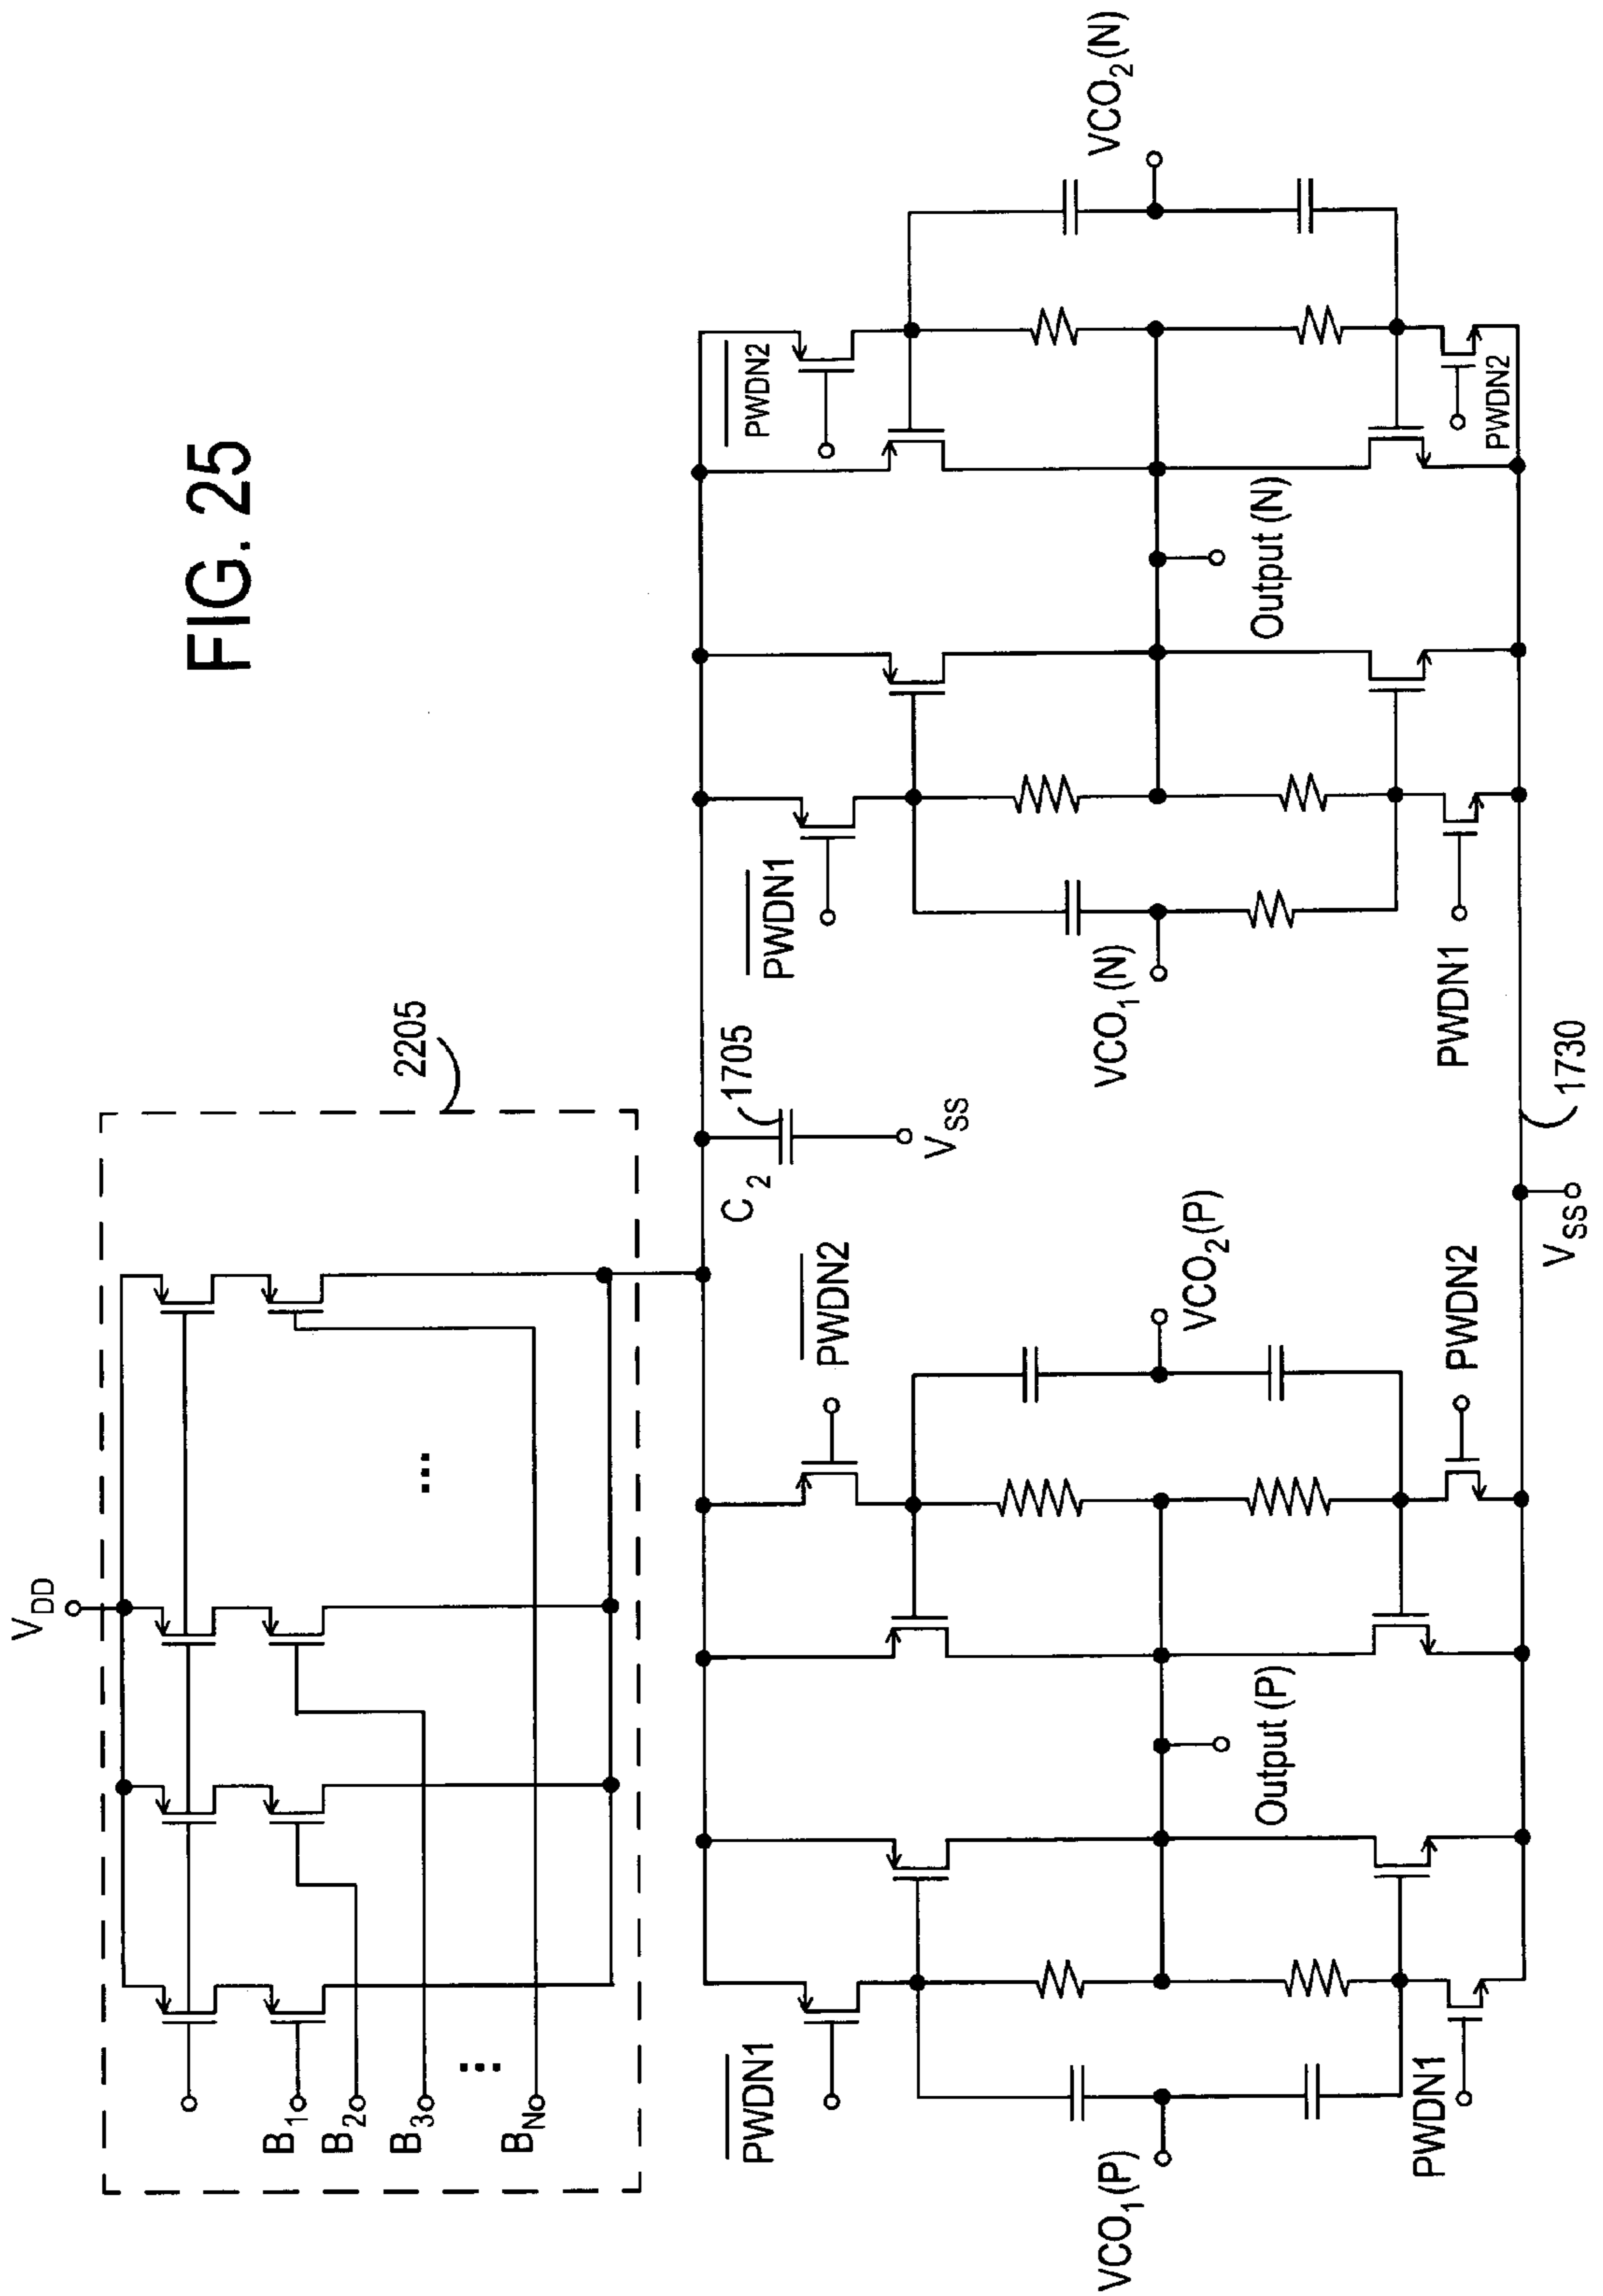 FIG. 25
V_DD
2205
B_1
B_2
B_3
...
B_N
...
C_2
1705
V_SS
PWDN1
PWDN2
PWDN1
PWDN2
VCO_1(P)
Output (P)
VCO_2(P)
VCO_1(N)
Output (N)
VCO_2(N)
PWDN1
PWDN2
PWDN1
PWDN2
V_SS
1730